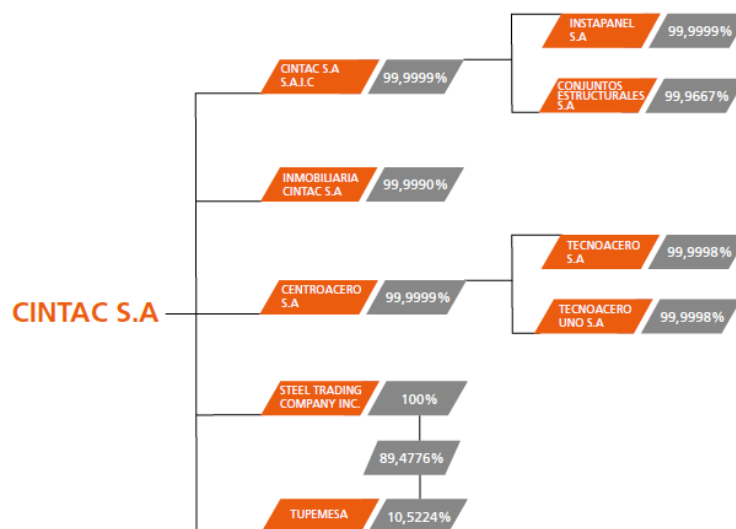 INSTAPANEL
S.A
99,9999%
CINTAC S.A
S.A.I.C
99,9999%
CONJUNTOS
ESTRUCTURALES
S.A
99,9667%
INMOBILIARIA
CINTAC S.A
99,9990%
TECNOACERO
S.A
99,9998%
CENTROACERO
S.A
99,9999%
CINTAC S.A
TECNOACERO
UNO S.A
99,9998%
STEEL TRADING
COMPANY INC.
100%
89,4776%
TUPEMESA
10,5224%